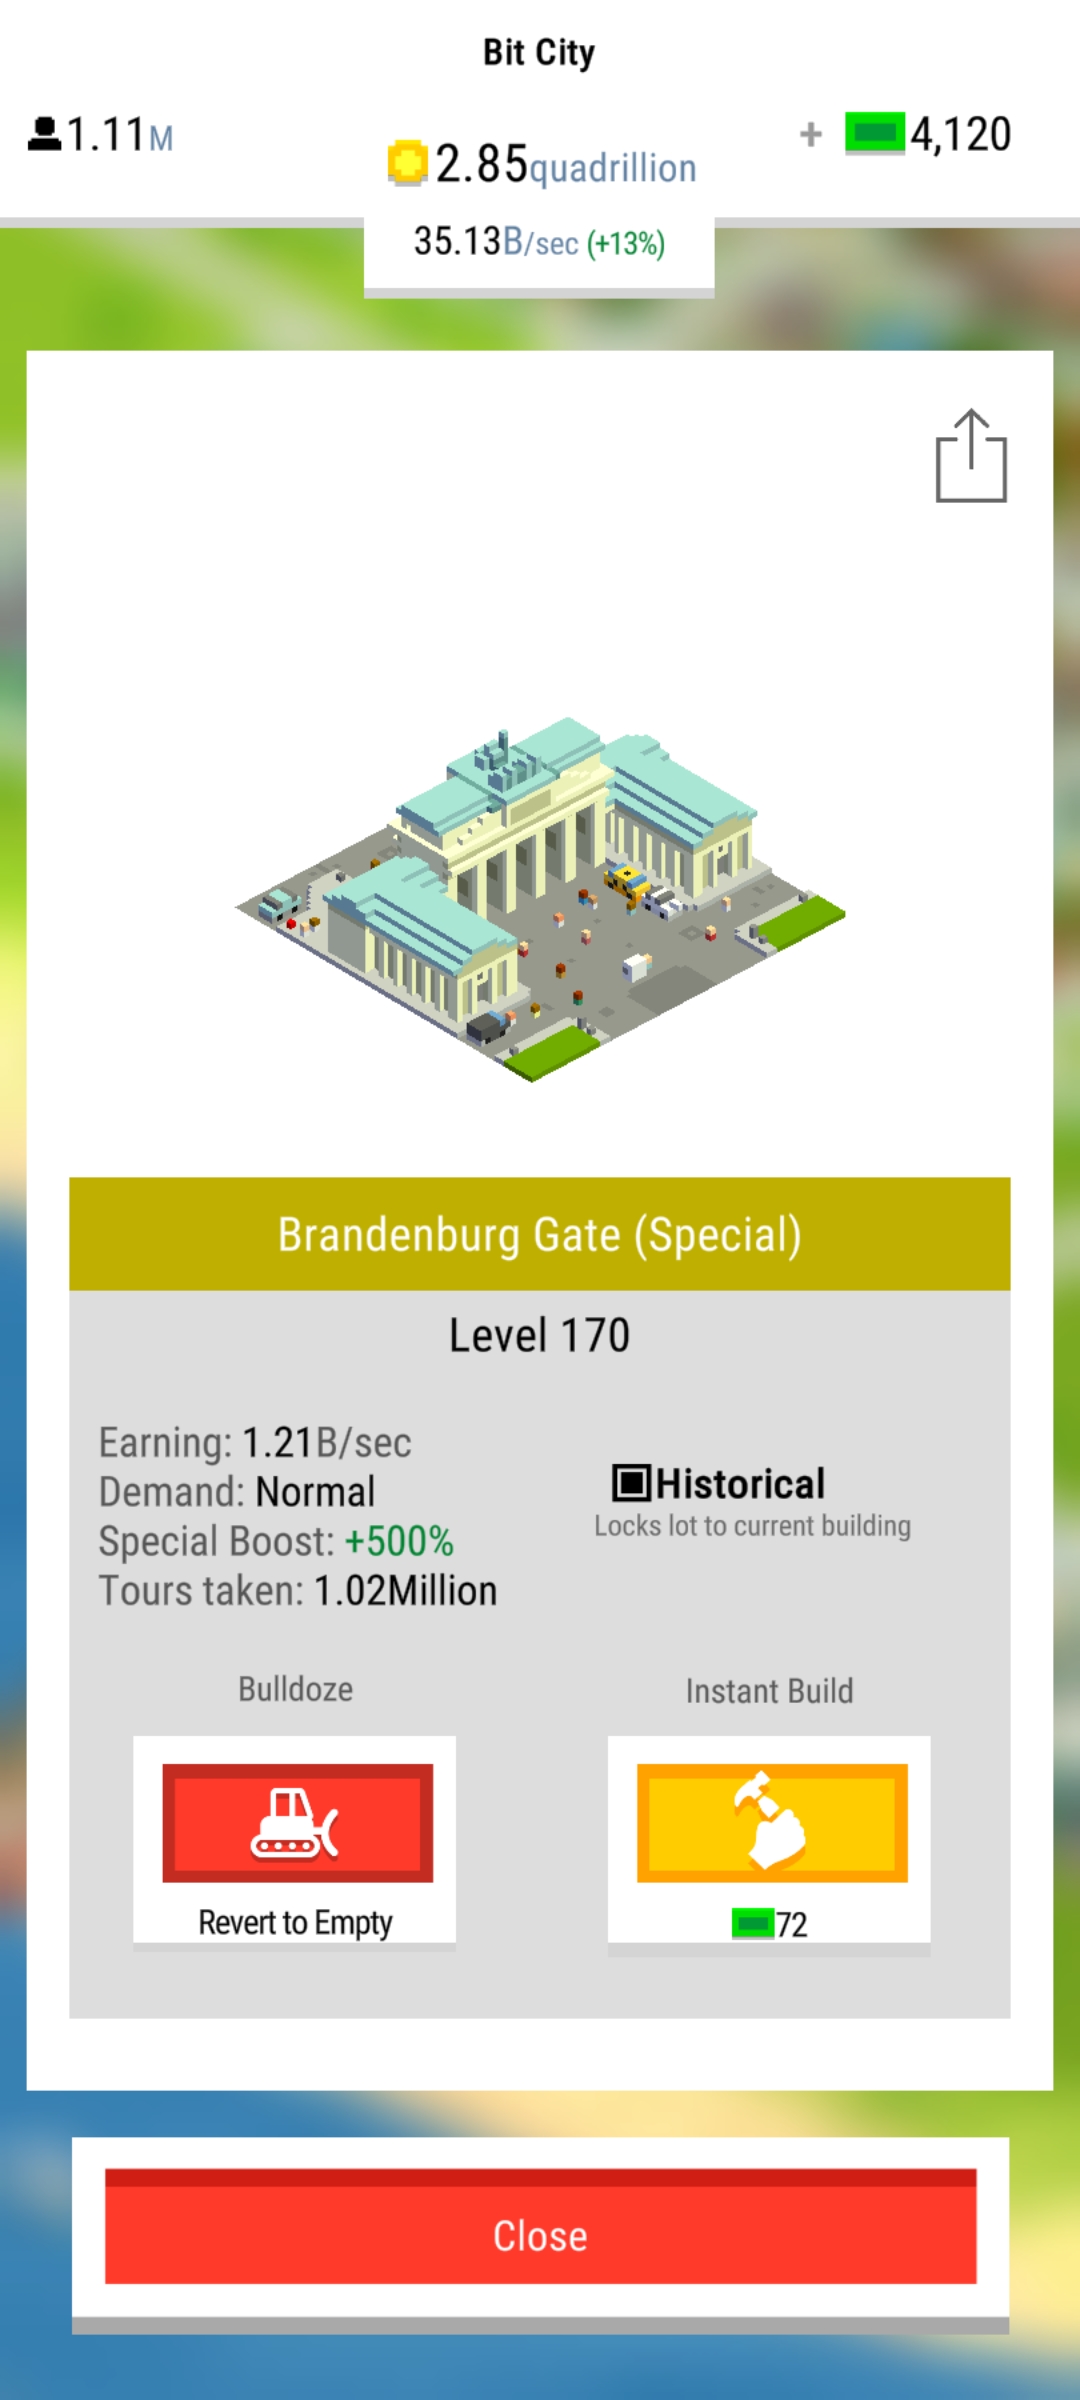 Bit City
1.11M
+ 4,120
2.85quadrillion
35.13B/sec (+13%)
Brandenburg Gate (Special)
Level 170
Earning: 1.21B/sec
Demand: Normal
Special Boost: +500%
Tours taken: 1.02Million
Historical
Locks lot to current building
Bulldoze
Revert to Empty
Instant Build
72
Close